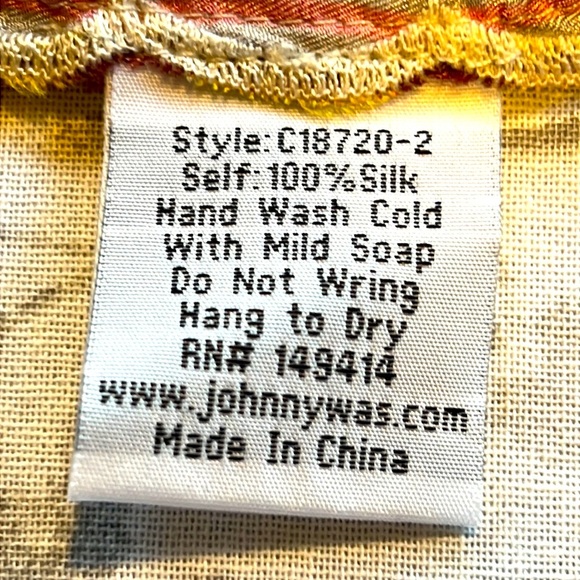 Style: C18720-2
Self: 100% Silk
Hand Wash Cold
With Mild Soap
Do Not Wring
Hang to Dry
RN# 149414
www.johnnywas.com
Made In China